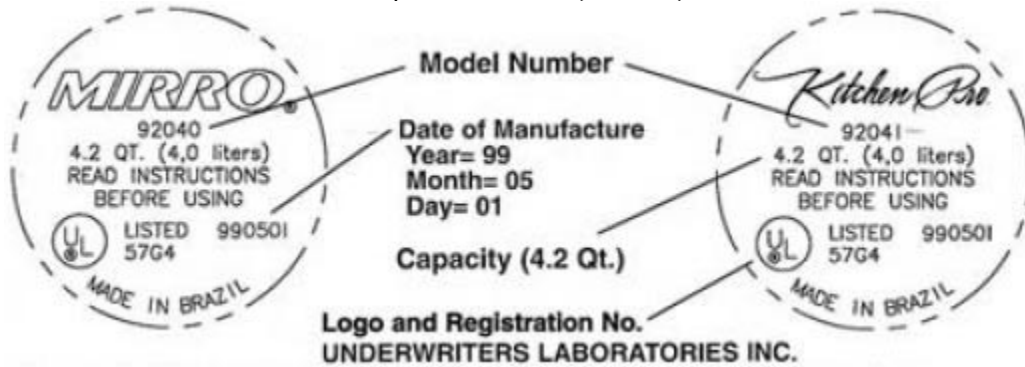 MIRRO®
92040
4.2 QT. (4,0 liters)
READ INSTRUCTIONS
BEFORE USING
UL LISTED 990501
57G4
MADE IN BRAZIL
Model Number
Date of Manufacture
Year= 99
Month= 05
Day= 01
Capacity (4.2 Qt.)
Logo and Registration No.
UNDERWRITERS LABORATORIES INC.
Kitchen Pro
92041
4.2 QT. (4,0 liters)
READ INSTRUCTIONS
BEFORE USING
UL LISTED 990501
57G4
MADE IN BRAZIL